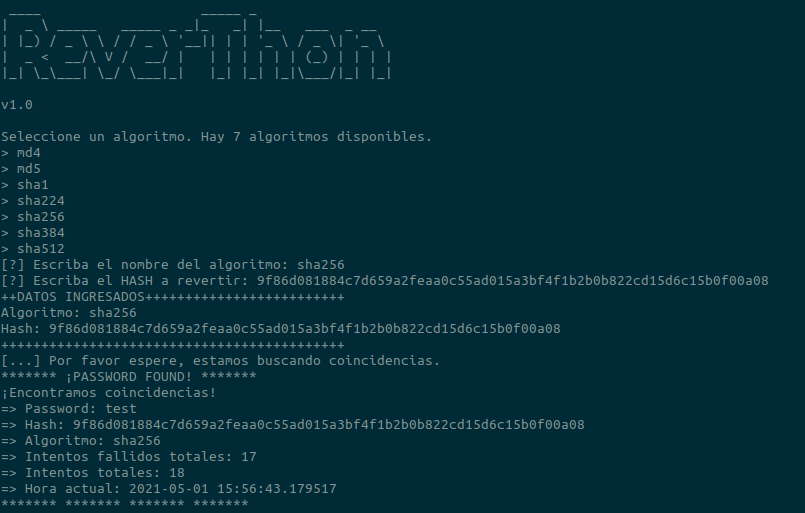 ReverThon
v1.0
Seleccione un algoritmo. Hay 7 algoritmos disponibles.
> md4
> md5
> sha1
> sha224
> sha256
> sha384
> sha512
[?] Escriba el nombre del algoritmo: sha256
[?] Escriba el HASH a revertir: 9f86d081884c7d659a2feaa0c55ad015a3bf4f1b2b0b822cd15d6c15b0f00a08
++DATOS INGRESADOS+++++++++++++++++++++++++
Algoritmo: sha256
Hash: 9f86d081884c7d659a2feaa0c55ad015a3bf4f1b2b0b822cd15d6c15b0f00a08
+++++++++++++++++++++++++++++++++++++++++++
[...] Por favor espere, estamos buscando coincidencias.
******* ¡PASSWORD FOUND! *******
¡Encontramos coincidencias!
=> Password: test
=> Hash: 9f86d081884c7d659a2feaa0c55ad015a3bf4f1b2b0b822cd15d6c15b0f00a08
=> Algoritmo: sha256
=> Intentos fallidos totales: 17
=> Intentos totales: 18
=> Hora actual: 2021-05-01 15:56:43.179517
******* ******* ******* *******